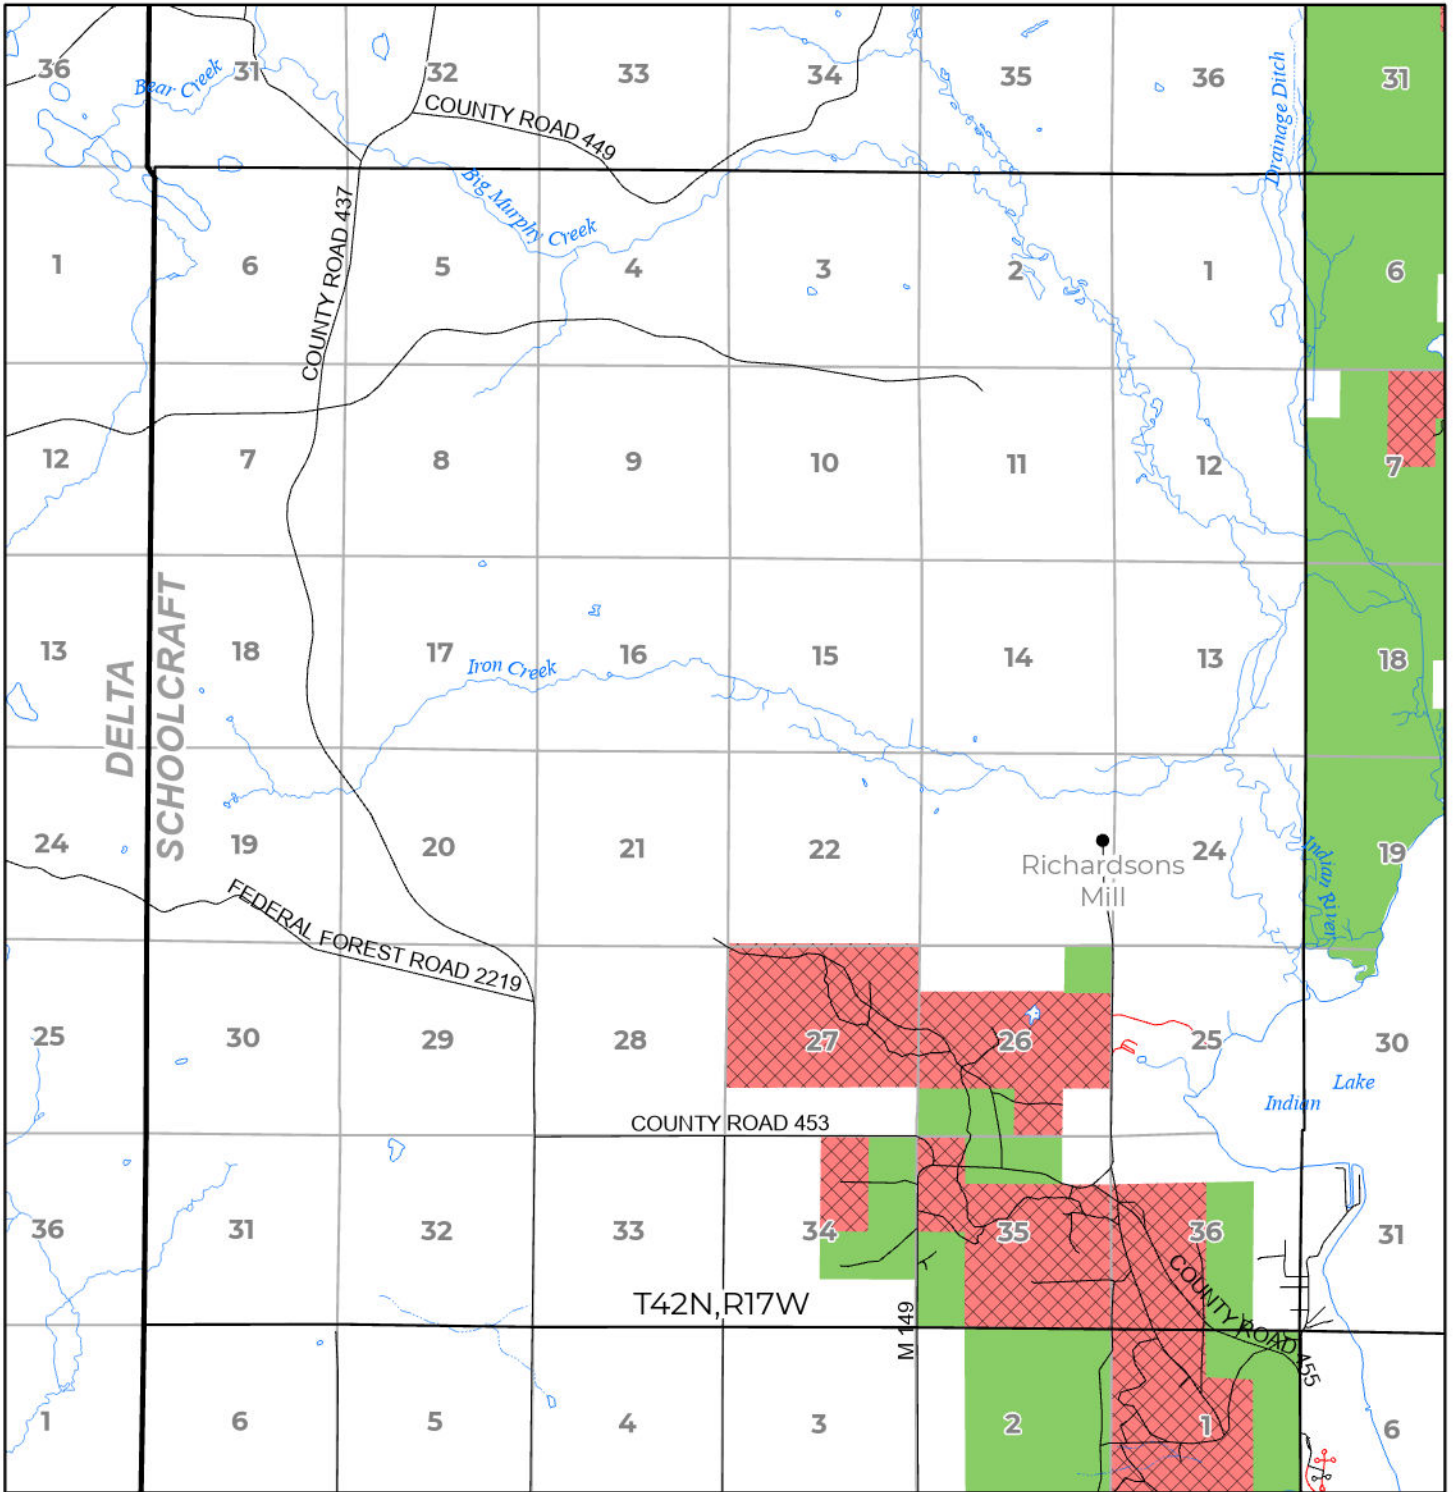 36 31 32 33 34 35 36 31
Bear Creek
COUNTY ROAD 449
Drainage Ditch
COUNTY ROAD 437
Big Murphy Creek
1 6 5 4 3 2 1 6
12 7 8 9 10 11 12 7
13 18 17 16 15 14 13 18
DELTA
SCHOOLCRAFT
Iron Creek
24 19 20 21 22 24 19
Richardsons
Mill
Indian River
FEDERAL FOREST ROAD 2219
25 30 29 28 27 26 25 30
Indian Lake
COUNTY ROAD 453
36 31 32 33 34 35 36 31
T42N,R17W
M 149
COUNTY ROAD 455
1 6 5 4 3 2 1 6